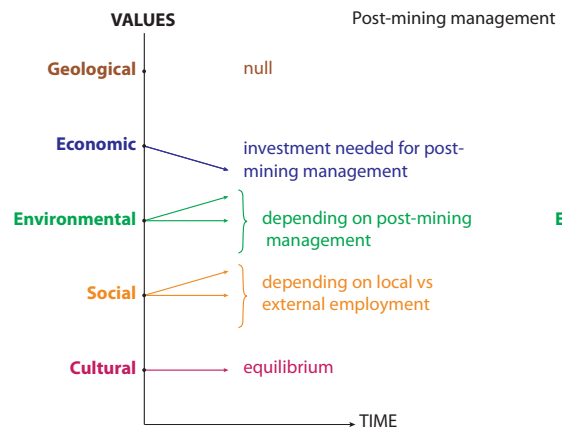 VALUES
Post-mining management
Geological
null
Economic
investment needed for post-
mining management
Environmental
depending on post-mining
management
E
Social
depending on local vs
external employment
Cultural
equilibrium
TIME